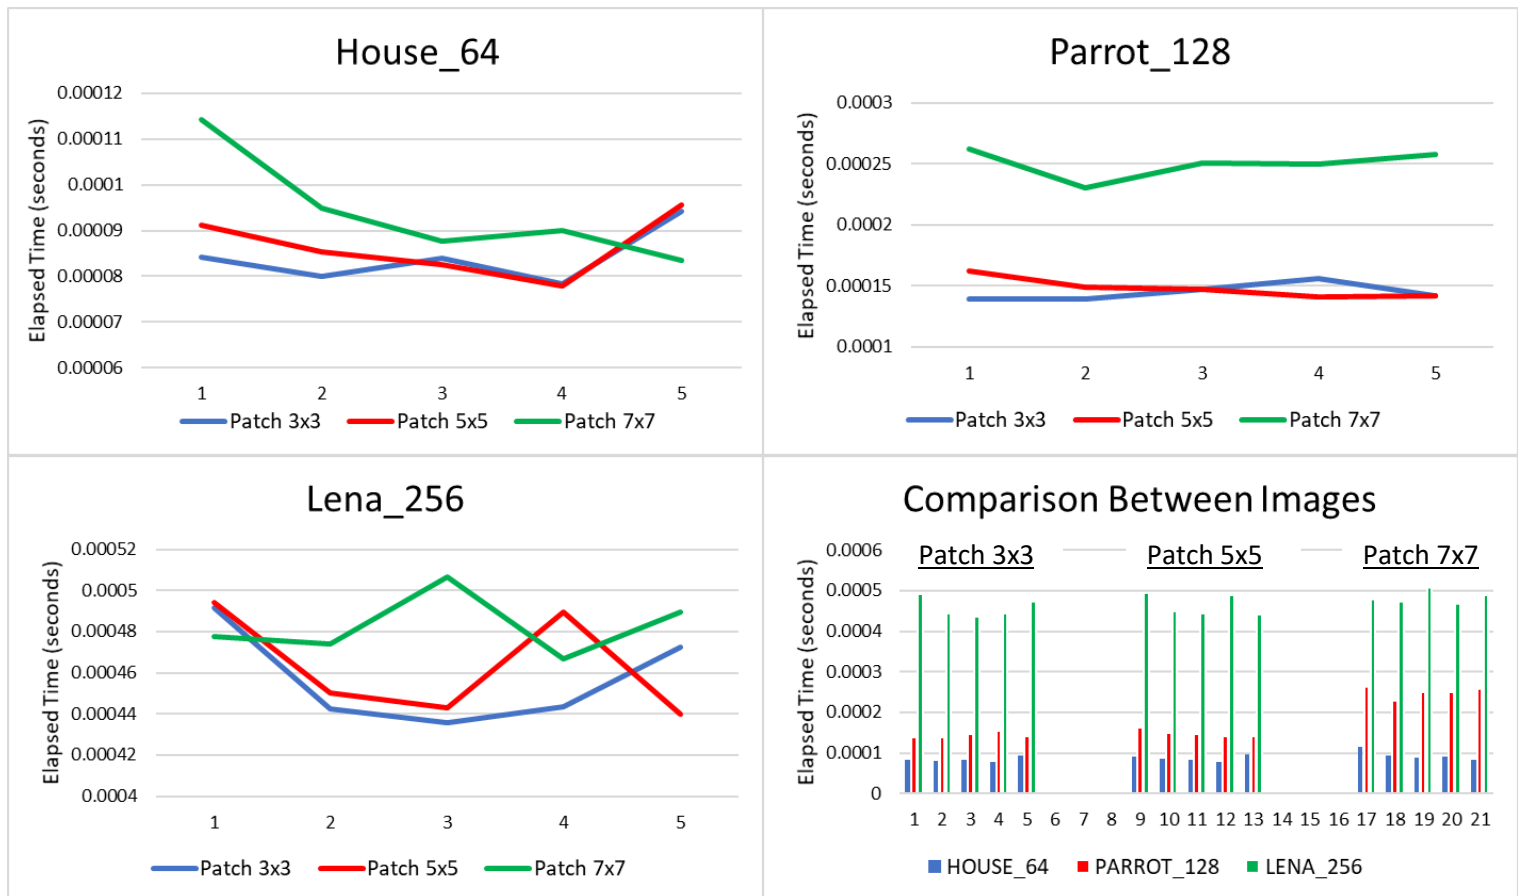 House_64
Elapsed Time (seconds)
0.00012
0.00011
0.0001
0.00009
0.00008
0.00007
0.00006
1 2 3 4 5
Patch 3x3 Patch 5x5 Patch 7x7
Parrot_128
Elapsed Time (seconds)
0.0003
0.00025
0.0002
0.00015
0.0001
1 2 3 4 5
Patch 3x3 Patch 5x5 Patch 7x7
Lena_256
Elapsed Time (seconds)
0.00052
0.0005
0.00048
0.00046
0.00044
0.00042
0.0004
1 2 3 4 5
Patch 3x3 Patch 5x5 Patch 7x7
Comparison Between Images
Patch 3x3 Patch 5x5 Patch 7x7
Elapsed Time (seconds)
0.0006
0.0005
0.0004
0.0003
0.0002
0.0001
0
1 2 3 4 5 6 7 8 9 10 11 12 13 14 15 16 17 18 19 20 21
HOUSE_64 PARROT_128 LENA_256